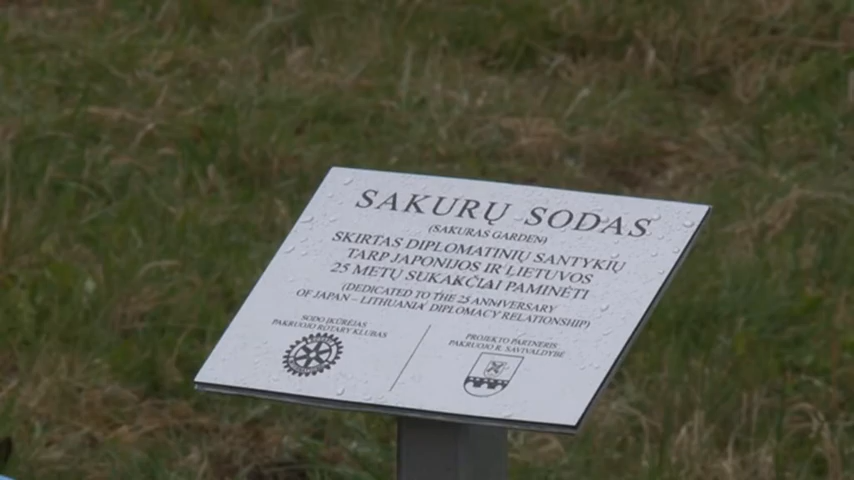 SAKURŲ SODAS
(SAKURAS GARDEN)
SKIRTAS DIPLOMATINIŲ SANTYKIŲ
TARP JAPONIJOS IR LIETUVOS
25 METŲ SUKAKČIAI PAMINĖTI
(DEDICATED TO THE 25 ANNIVERSARY
OF JAPAN – LITHUANIA DIPLOMACY RELATIONSHIP)
SODO ĮKŪRĖJAS
PAKRUOJO ROTARY KLUBAS
PROJEKTO PARTNERIS
PAKRUOJO R. SAVIVALDYBĖ